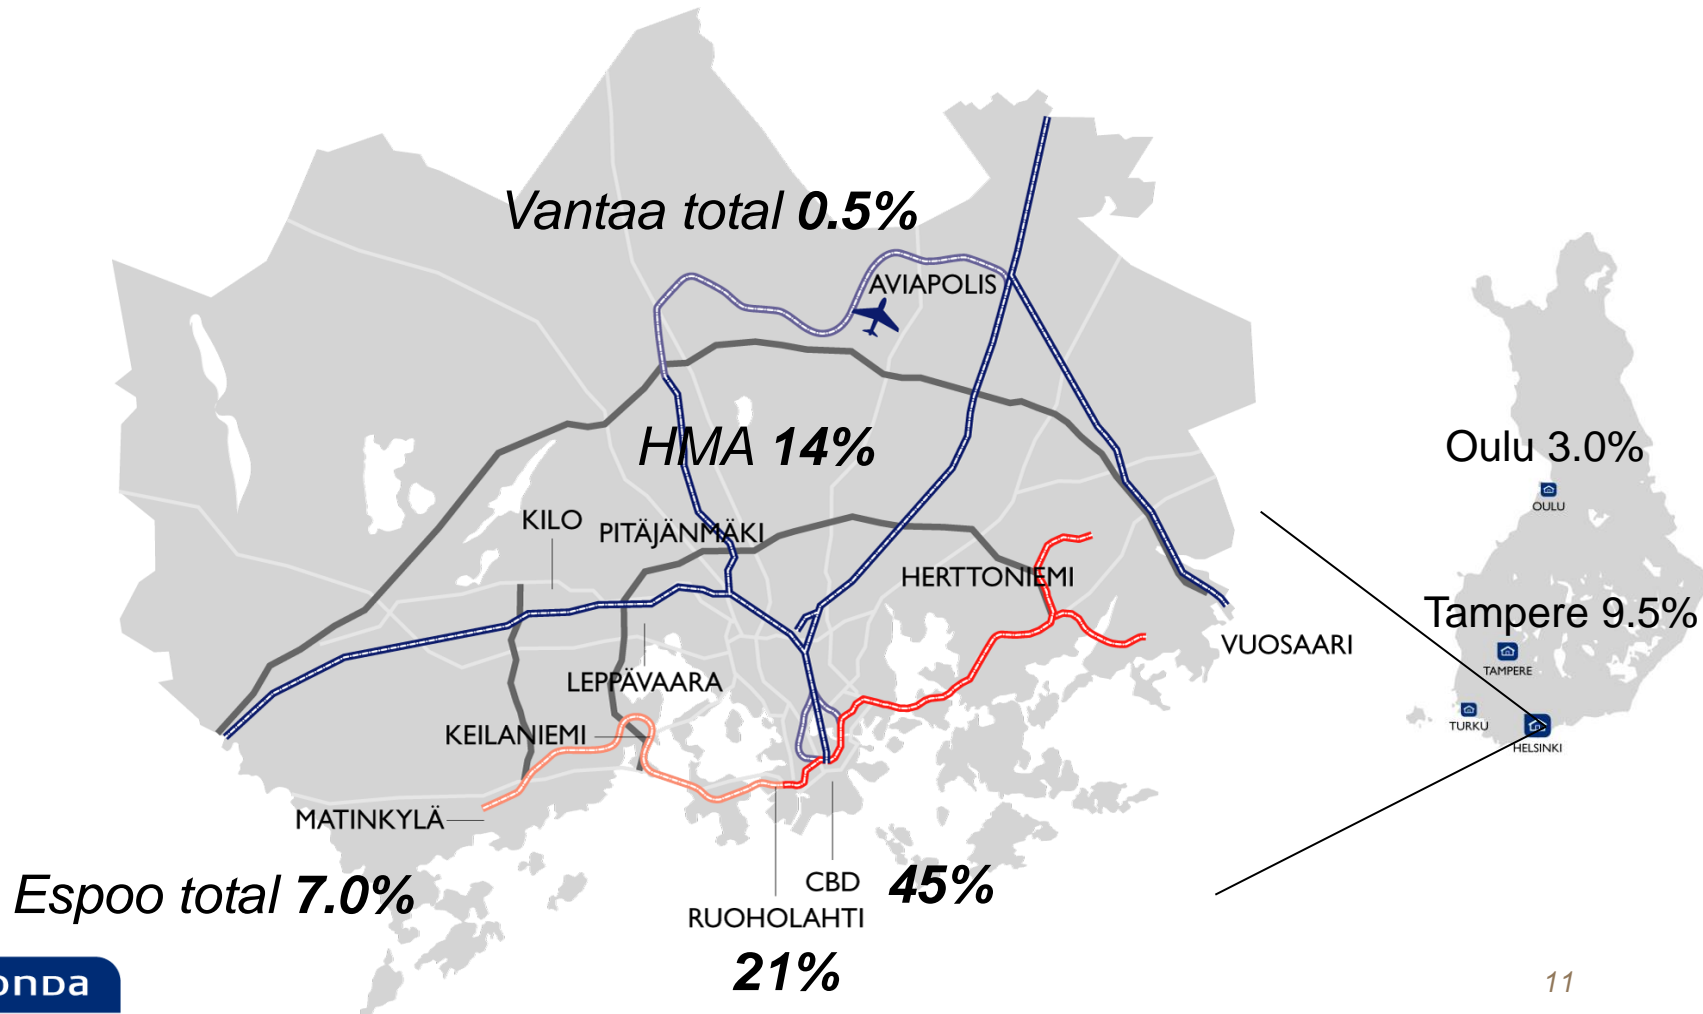 Vantaa total 0.5%
AVIAPOLIS
HMA 14%
Oulu 3.0%
OULU
KILO
PITÄJÄNMÄKI
HERTTONIEMI
Tampere 9.5%
VUOSAARI
TAMPERE
LEPPÄVAARA
TURKU
KEILANIEMI
HELSINKI
MATINKYLÄ
CBD 45%
Espoo total 7.0%
RUOHOLAHTI
21%
onda
11